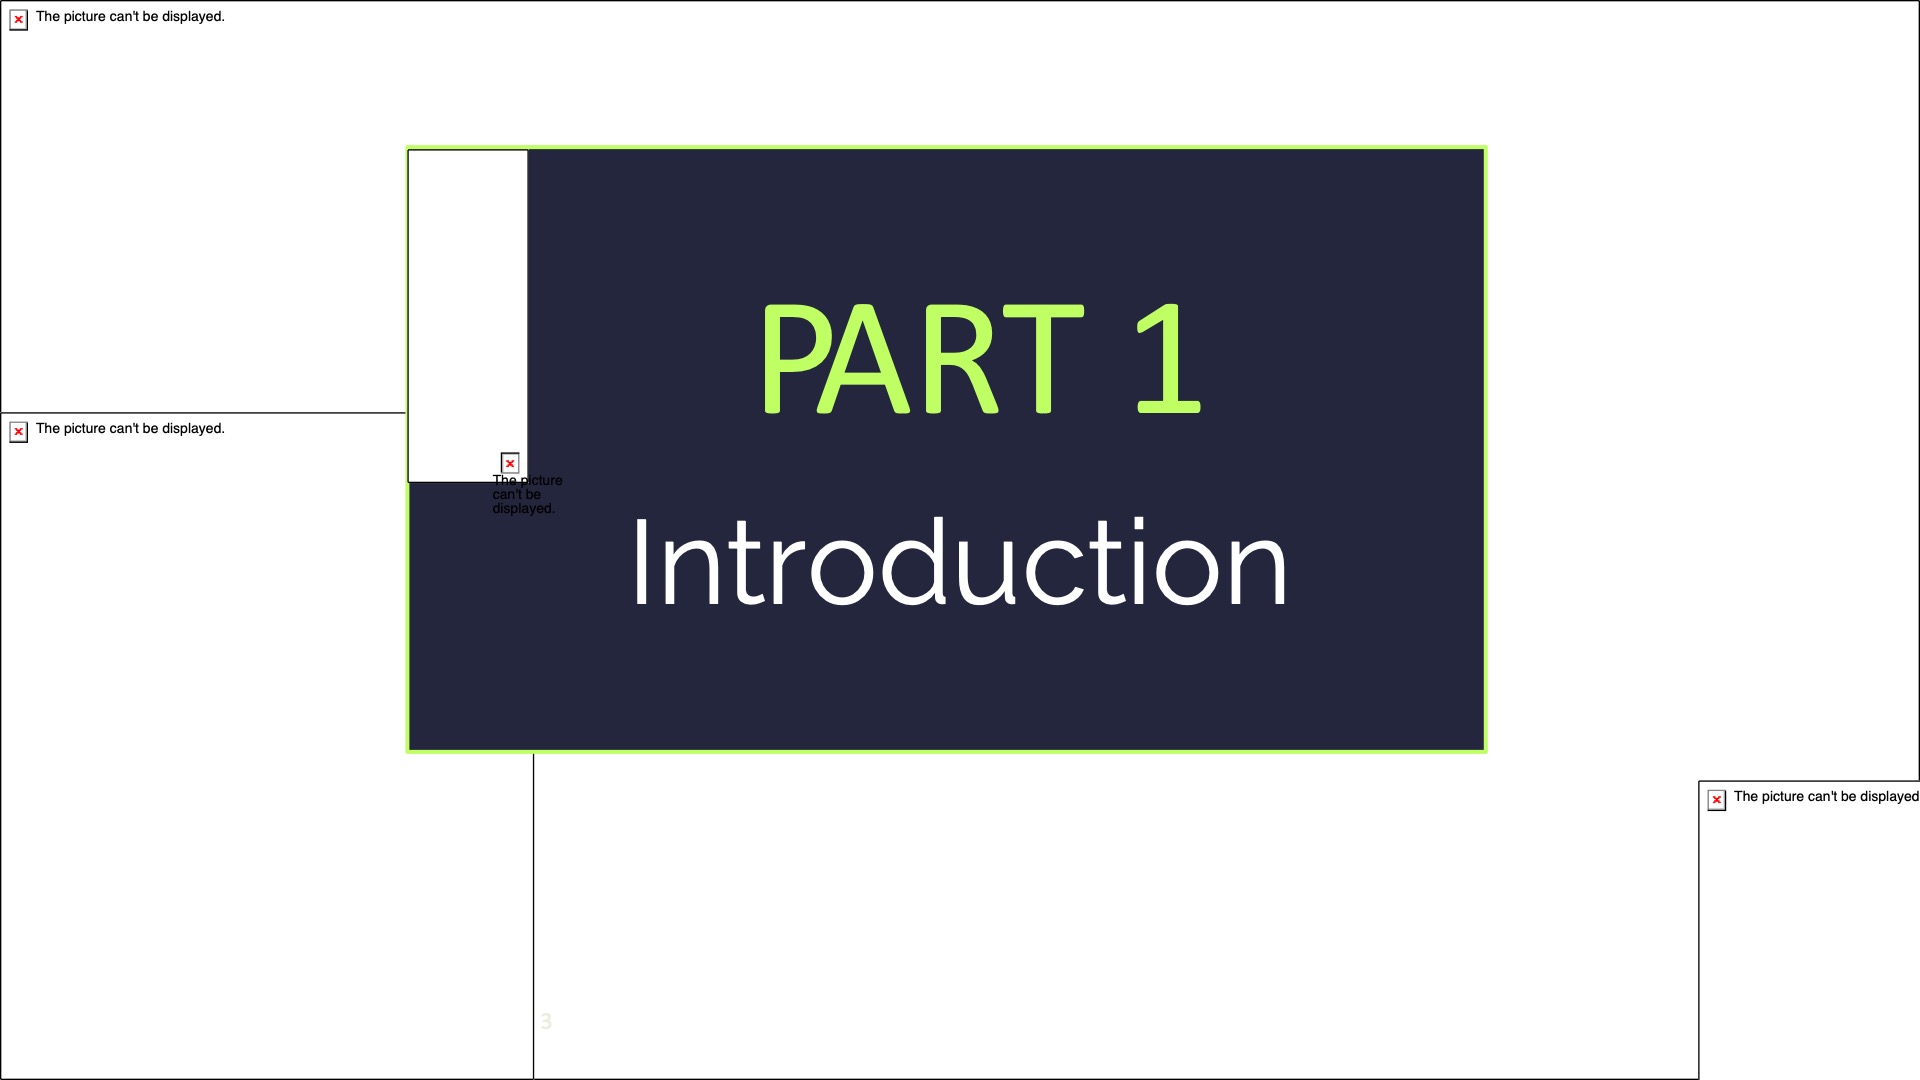 The picture can't be displayed.
PART 1
The picture can't be displayed.
The picture
can't be
displayed.
Introduction
The picture can't be displayed
3